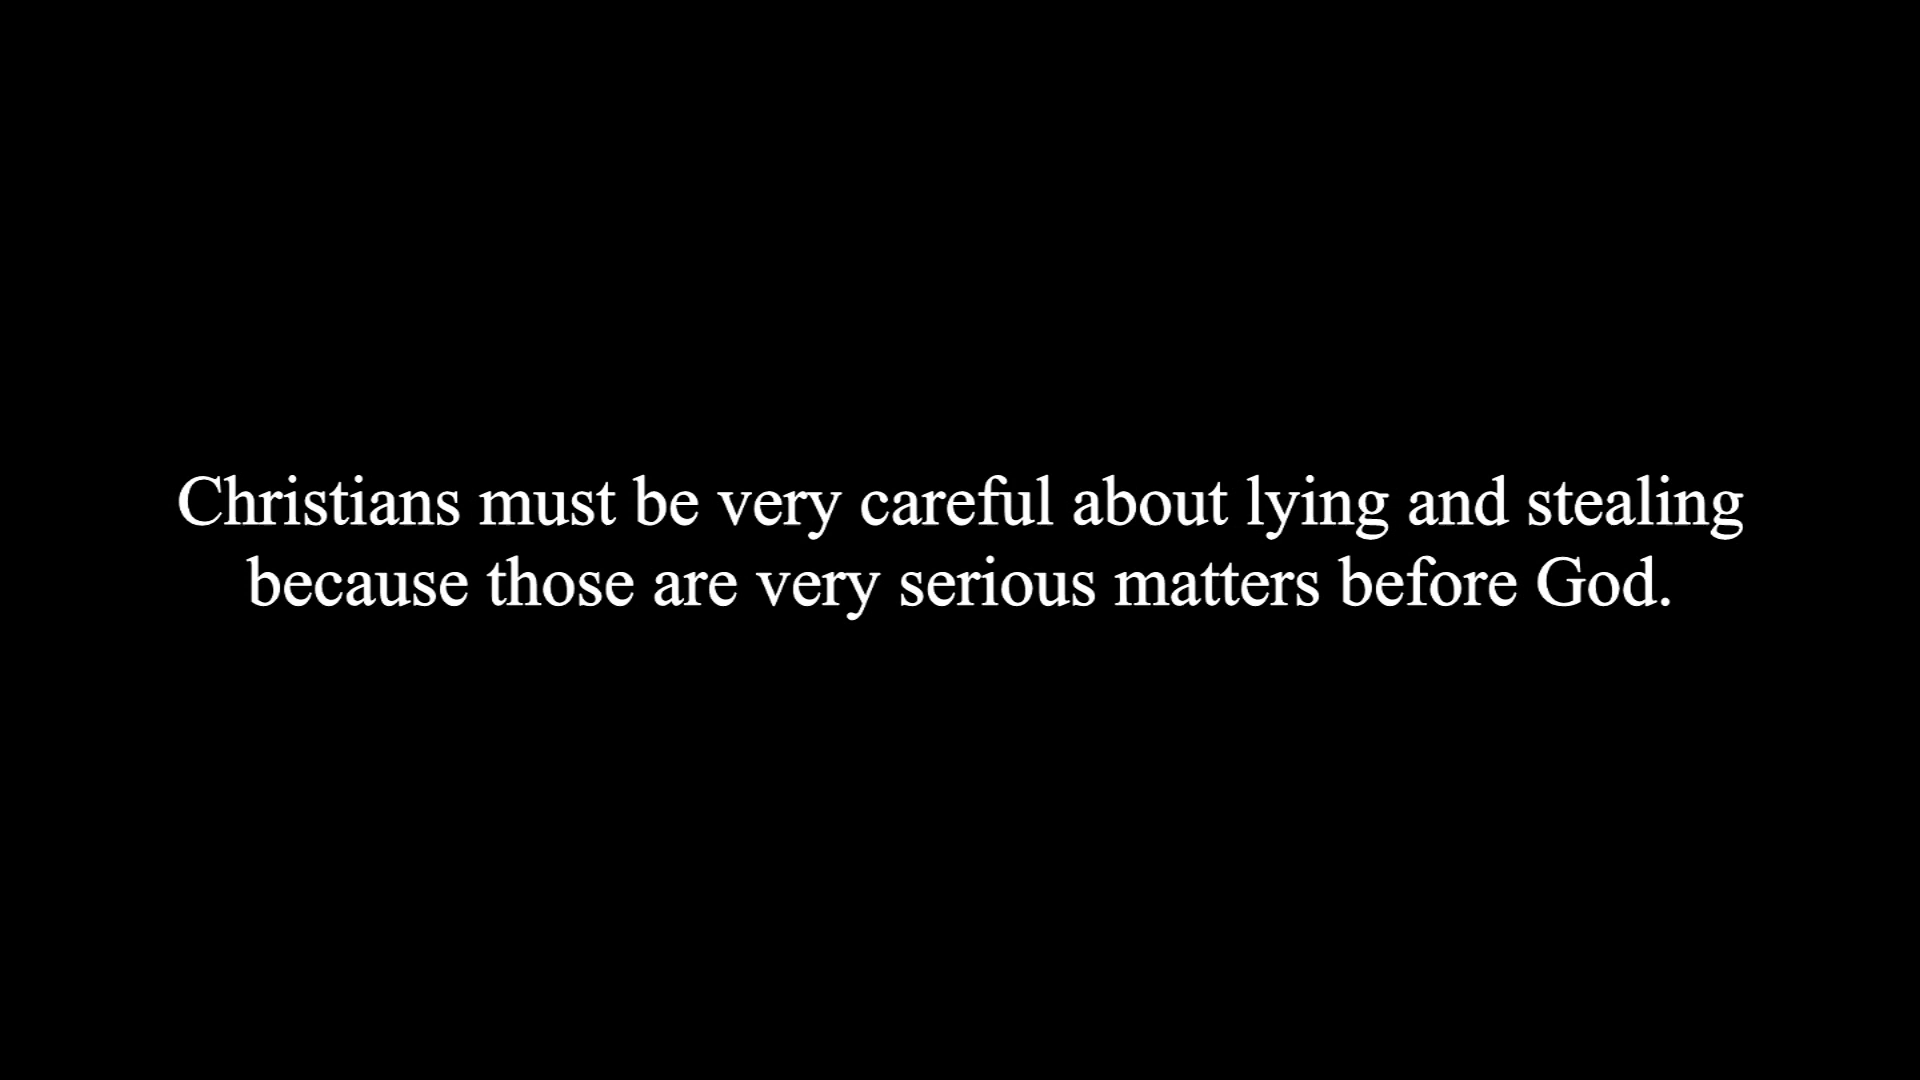 Christians must be very careful about lying and stealing
because those are very serious matters before God.